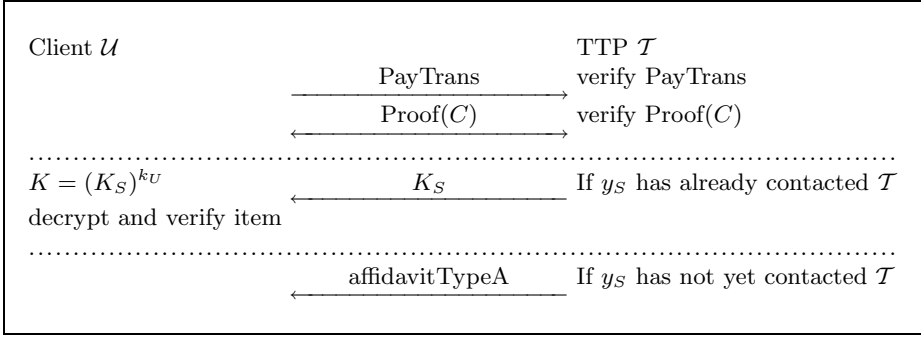 Client 𝒰 TTP 𝒯
PayTrans verify PayTrans
Proof(C) verify Proof(C)
K = (K_S)^{k_U} K_S If y_S has already contacted 𝒯
decrypt and verify item
affidavitTypeA If y_S has not yet contacted 𝒯